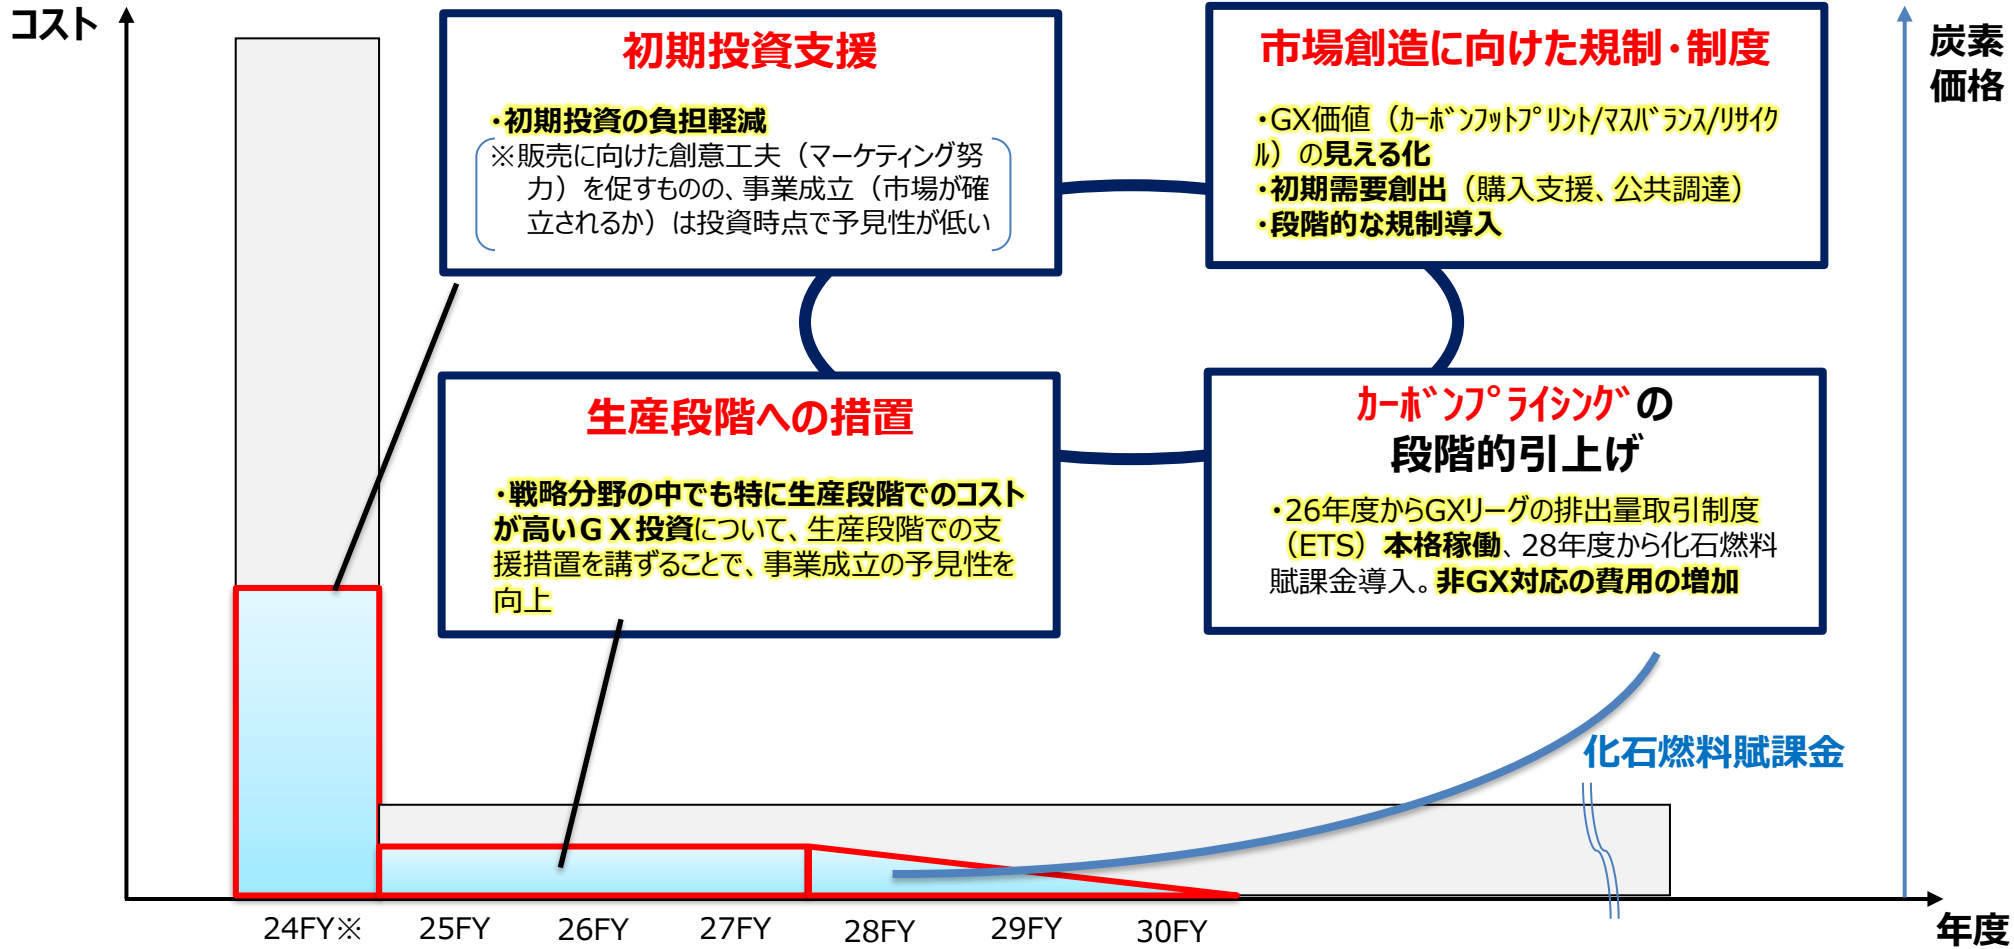 コスト
初期投資支援
・初期投資の負担軽減
※販売に向けた創意工夫（マーケティング努
力）を促すものの、事業成立（市場が確
立されるか）は投資時点で予見性が低い
市場創造に向けた規制・制度
・GX価値（ｶｰﾎﾞﾝﾌｯﾄﾌﾟﾘﾝﾄ/ﾏｽﾊﾞﾗﾝｽ/ﾘｻｲｸ
ﾙ）の見える化
・初期需要創出（購入支援、公共調達）
・段階的な規制導入
炭素
価格
生産段階への措置
・戦略分野の中でも特に生産段階でのコスト
が高いＧＸ投資について、生産段階での支
援措置を講ずることで、事業成立の予見性を
向上
ｶｰﾎﾞﾝﾌﾟﾗｲｼﾝｸﾞの
段階的引上げ
・26年度からGXリーグの排出量取引制度
（ETS）本格稼働、28年度から化石燃料
賦課金導入。非GX対応の費用の増加
化石燃料賦課金
24FY※ 25FY 26FY 27FY 28FY 29FY 30FY
年度